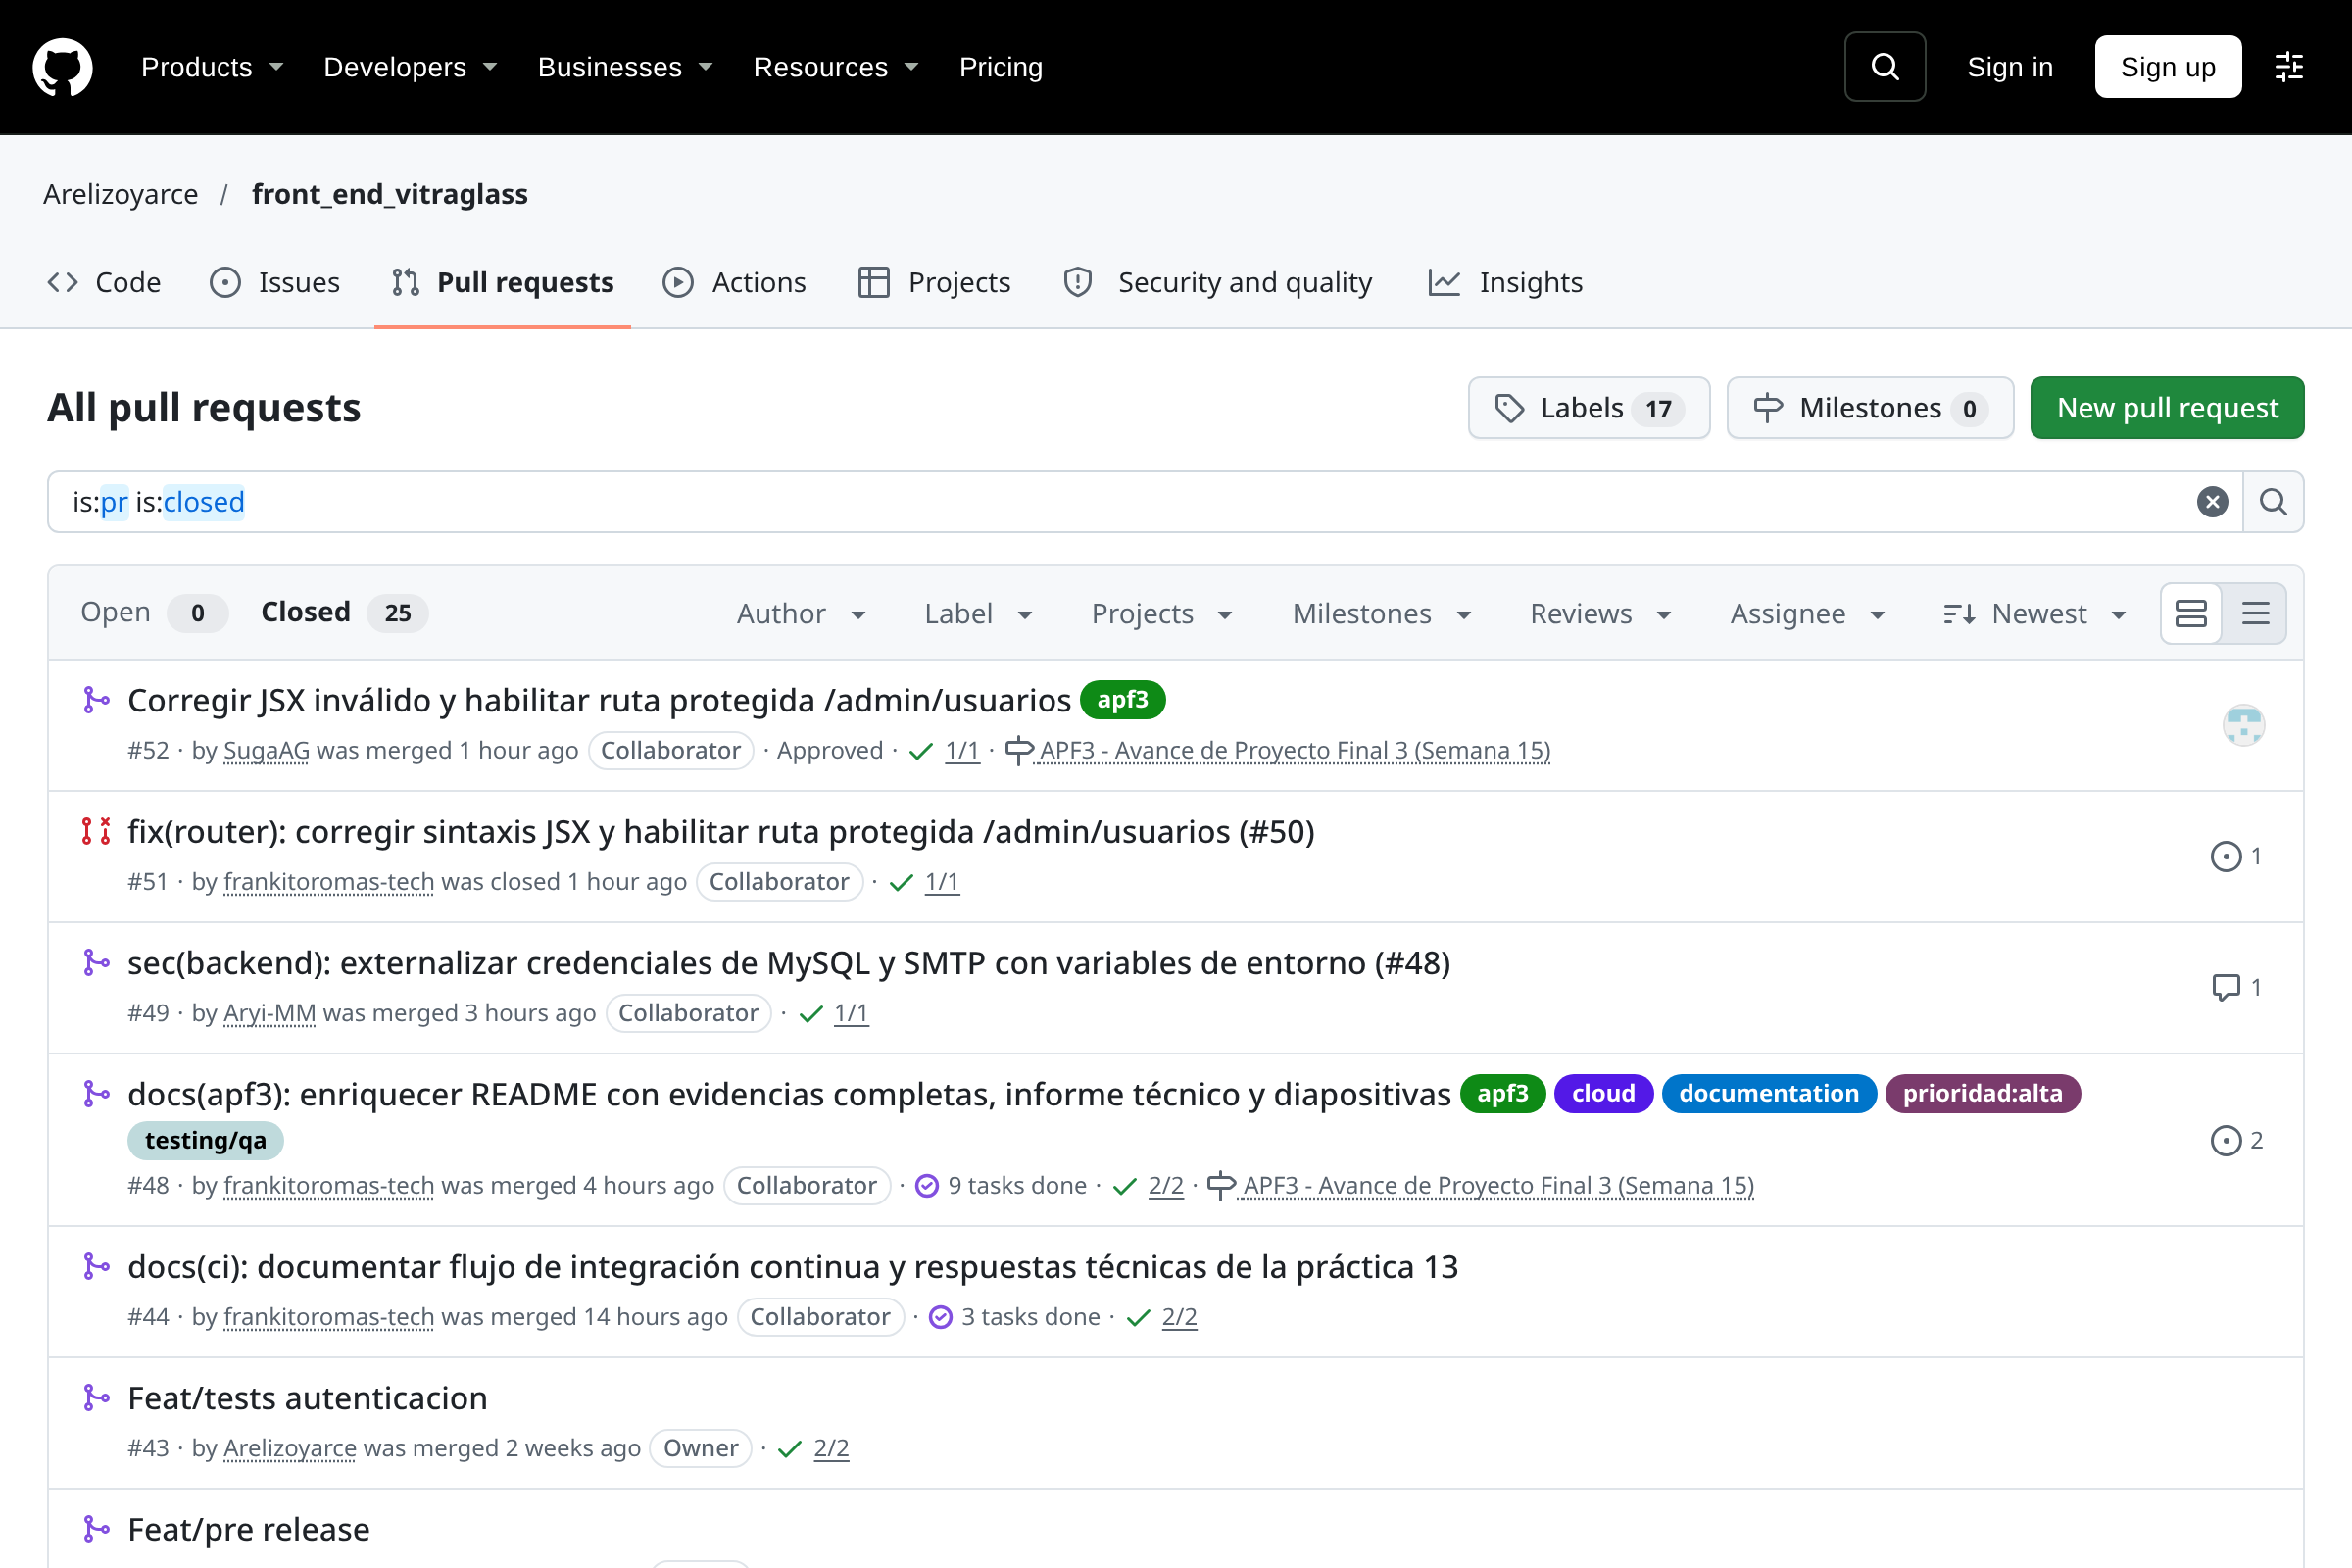 Products Developers Businesses Resources Pricing Sign in Sign up
Arelizoyarce / front_end_vitraglass
Code Issues Pull requests Actions Projects Security and quality Insights
All pull requests Labels 17 Milestones 0 New pull request
is:pr is:closed
Open 0 Closed 25 Author Label Projects Milestones Reviews Assignee Newest
Corregir JSX inválido y habilitar ruta protegida /admin/usuarios apf3
#52 · by SugaAG was merged 1 hour ago Collaborator · Approved · 1/1 · APF3 - Avance de Proyecto Final 3 (Semana 15)
fix(router): corregir sintaxis JSX y habilitar ruta protegida /admin/usuarios (#50)
1
#51 · by frankitoromas-tech was closed 1 hour ago Collaborator · 1/1
sec(backend): externalizar credenciales de MySQL y SMTP con variables de entorno (#48)
1
#49 · by Aryi-MM was merged 3 hours ago Collaborator · 1/1
docs(apf3): enriquecer README con evidencias completas, informe técnico y diapositivas apf3 cloud documentation prioridad:alta
testing/qa
2
#48 · by frankitoromas-tech was merged 4 hours ago Collaborator · 9 tasks done · 2/2 · APF3 - Avance de Proyecto Final 3 (Semana 15)
docs(ci): documentar flujo de integración continua y respuestas técnicas de la práctica 13
#44 · by frankitoromas-tech was merged 14 hours ago Collaborator · 3 tasks done · 2/2
Feat/tests autenticacion
#43 · by Arelizoyarce was merged 2 weeks ago Owner · 2/2
Feat/pre release